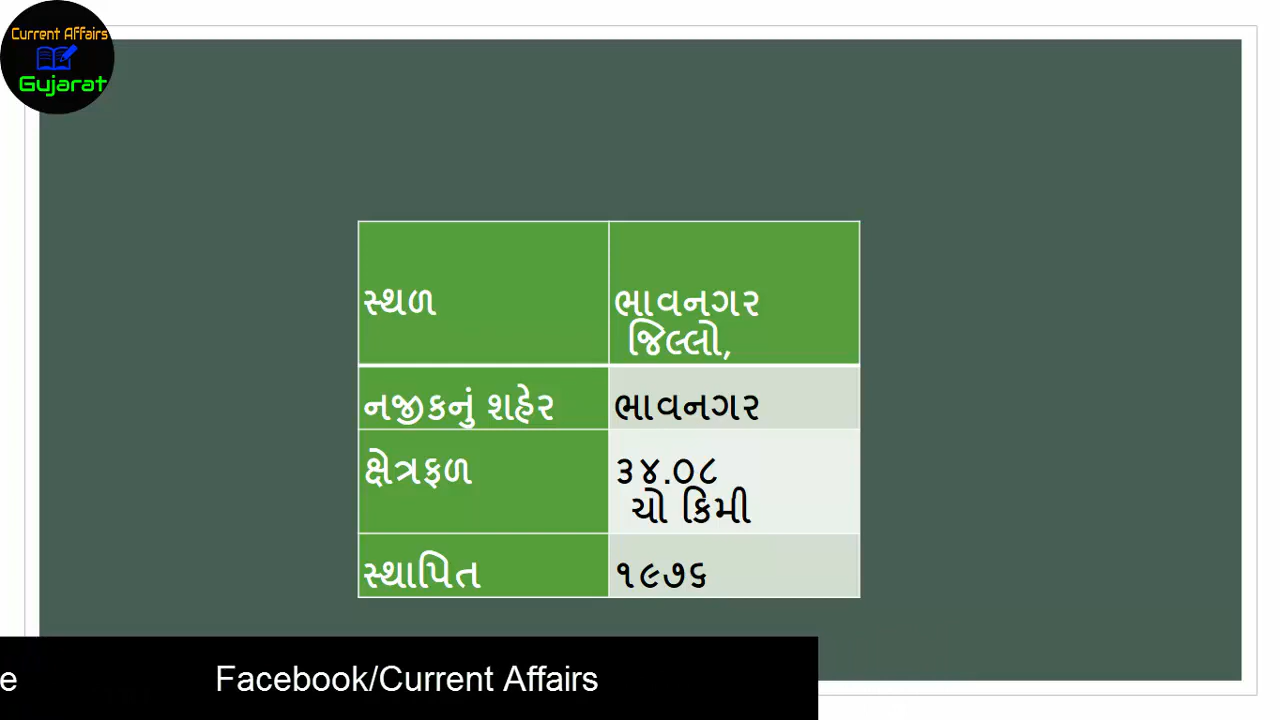 Current Affairs
Gujarat
સ્થળ
ભાવનગર
જિલ્લો,
નજીકનું શહેર
ભાવનગર
ક્ષેત્રફળ
૩૪.૦૮
ચો કિમી
સ્થાપિત
૧૯૭૬
e
Facebook/Current Affairs